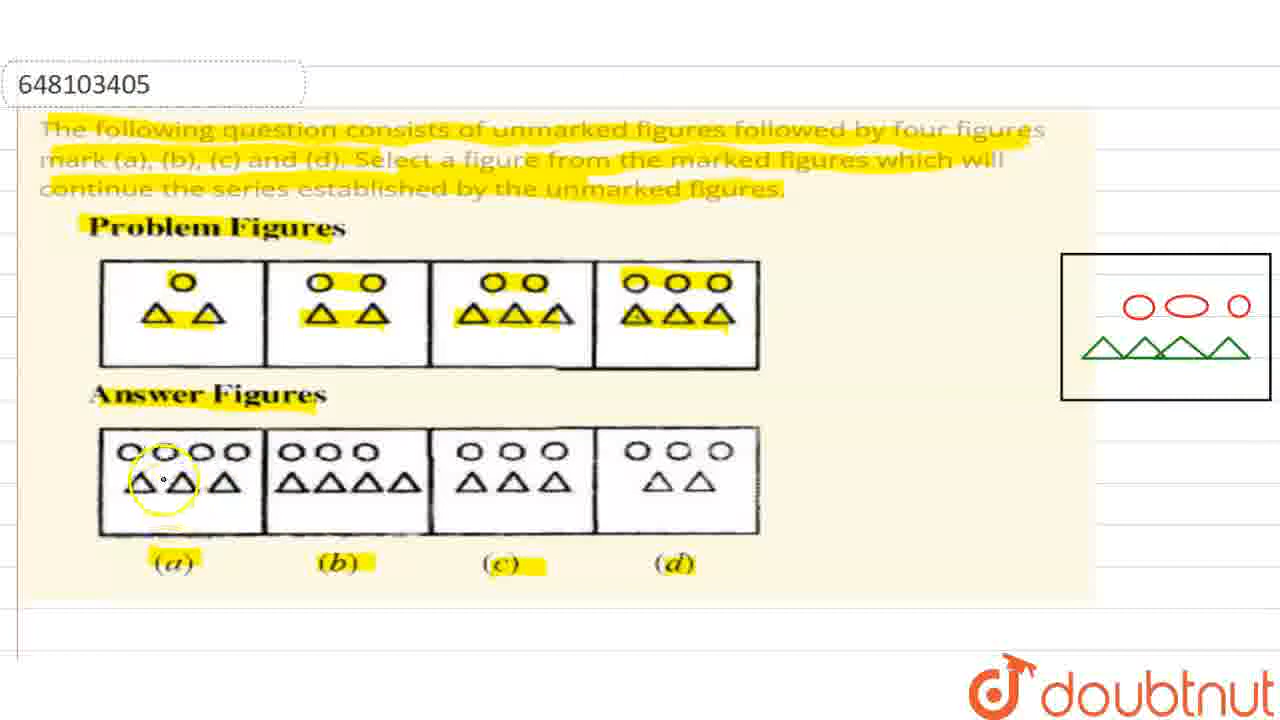 648103405
The following question consists of unmarked figures followed by four figures
mark (a), (b), (c) and (d). Select a figure from the marked figures which will
continue the series established by the unmarked figures.
Problem Figures
Answer Figures
(a) (b) (c) (d)
doubtnut